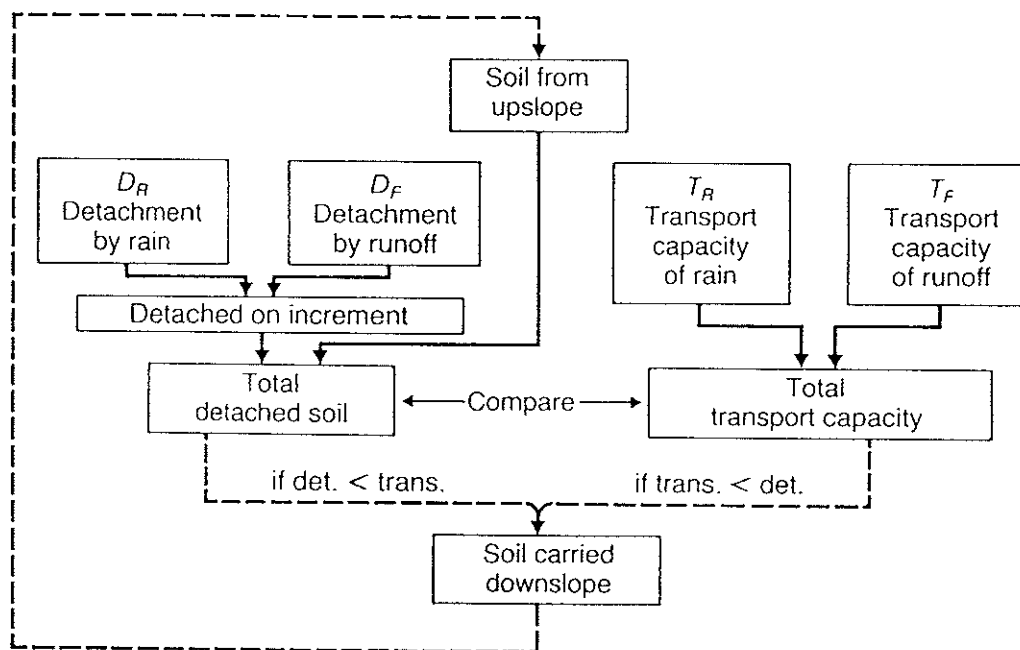 Soil from
upslope
D_R
Detachment
by rain
D_F
Detachment
by runoff
T_R
Transport
capacity
of rain
T_F
Transport
capacity
of runoff
Detached on increment
Total
detached soil
Compare
Total
transport capacity
if det. < trans.
if trans. < det.
Soil carried
downslope